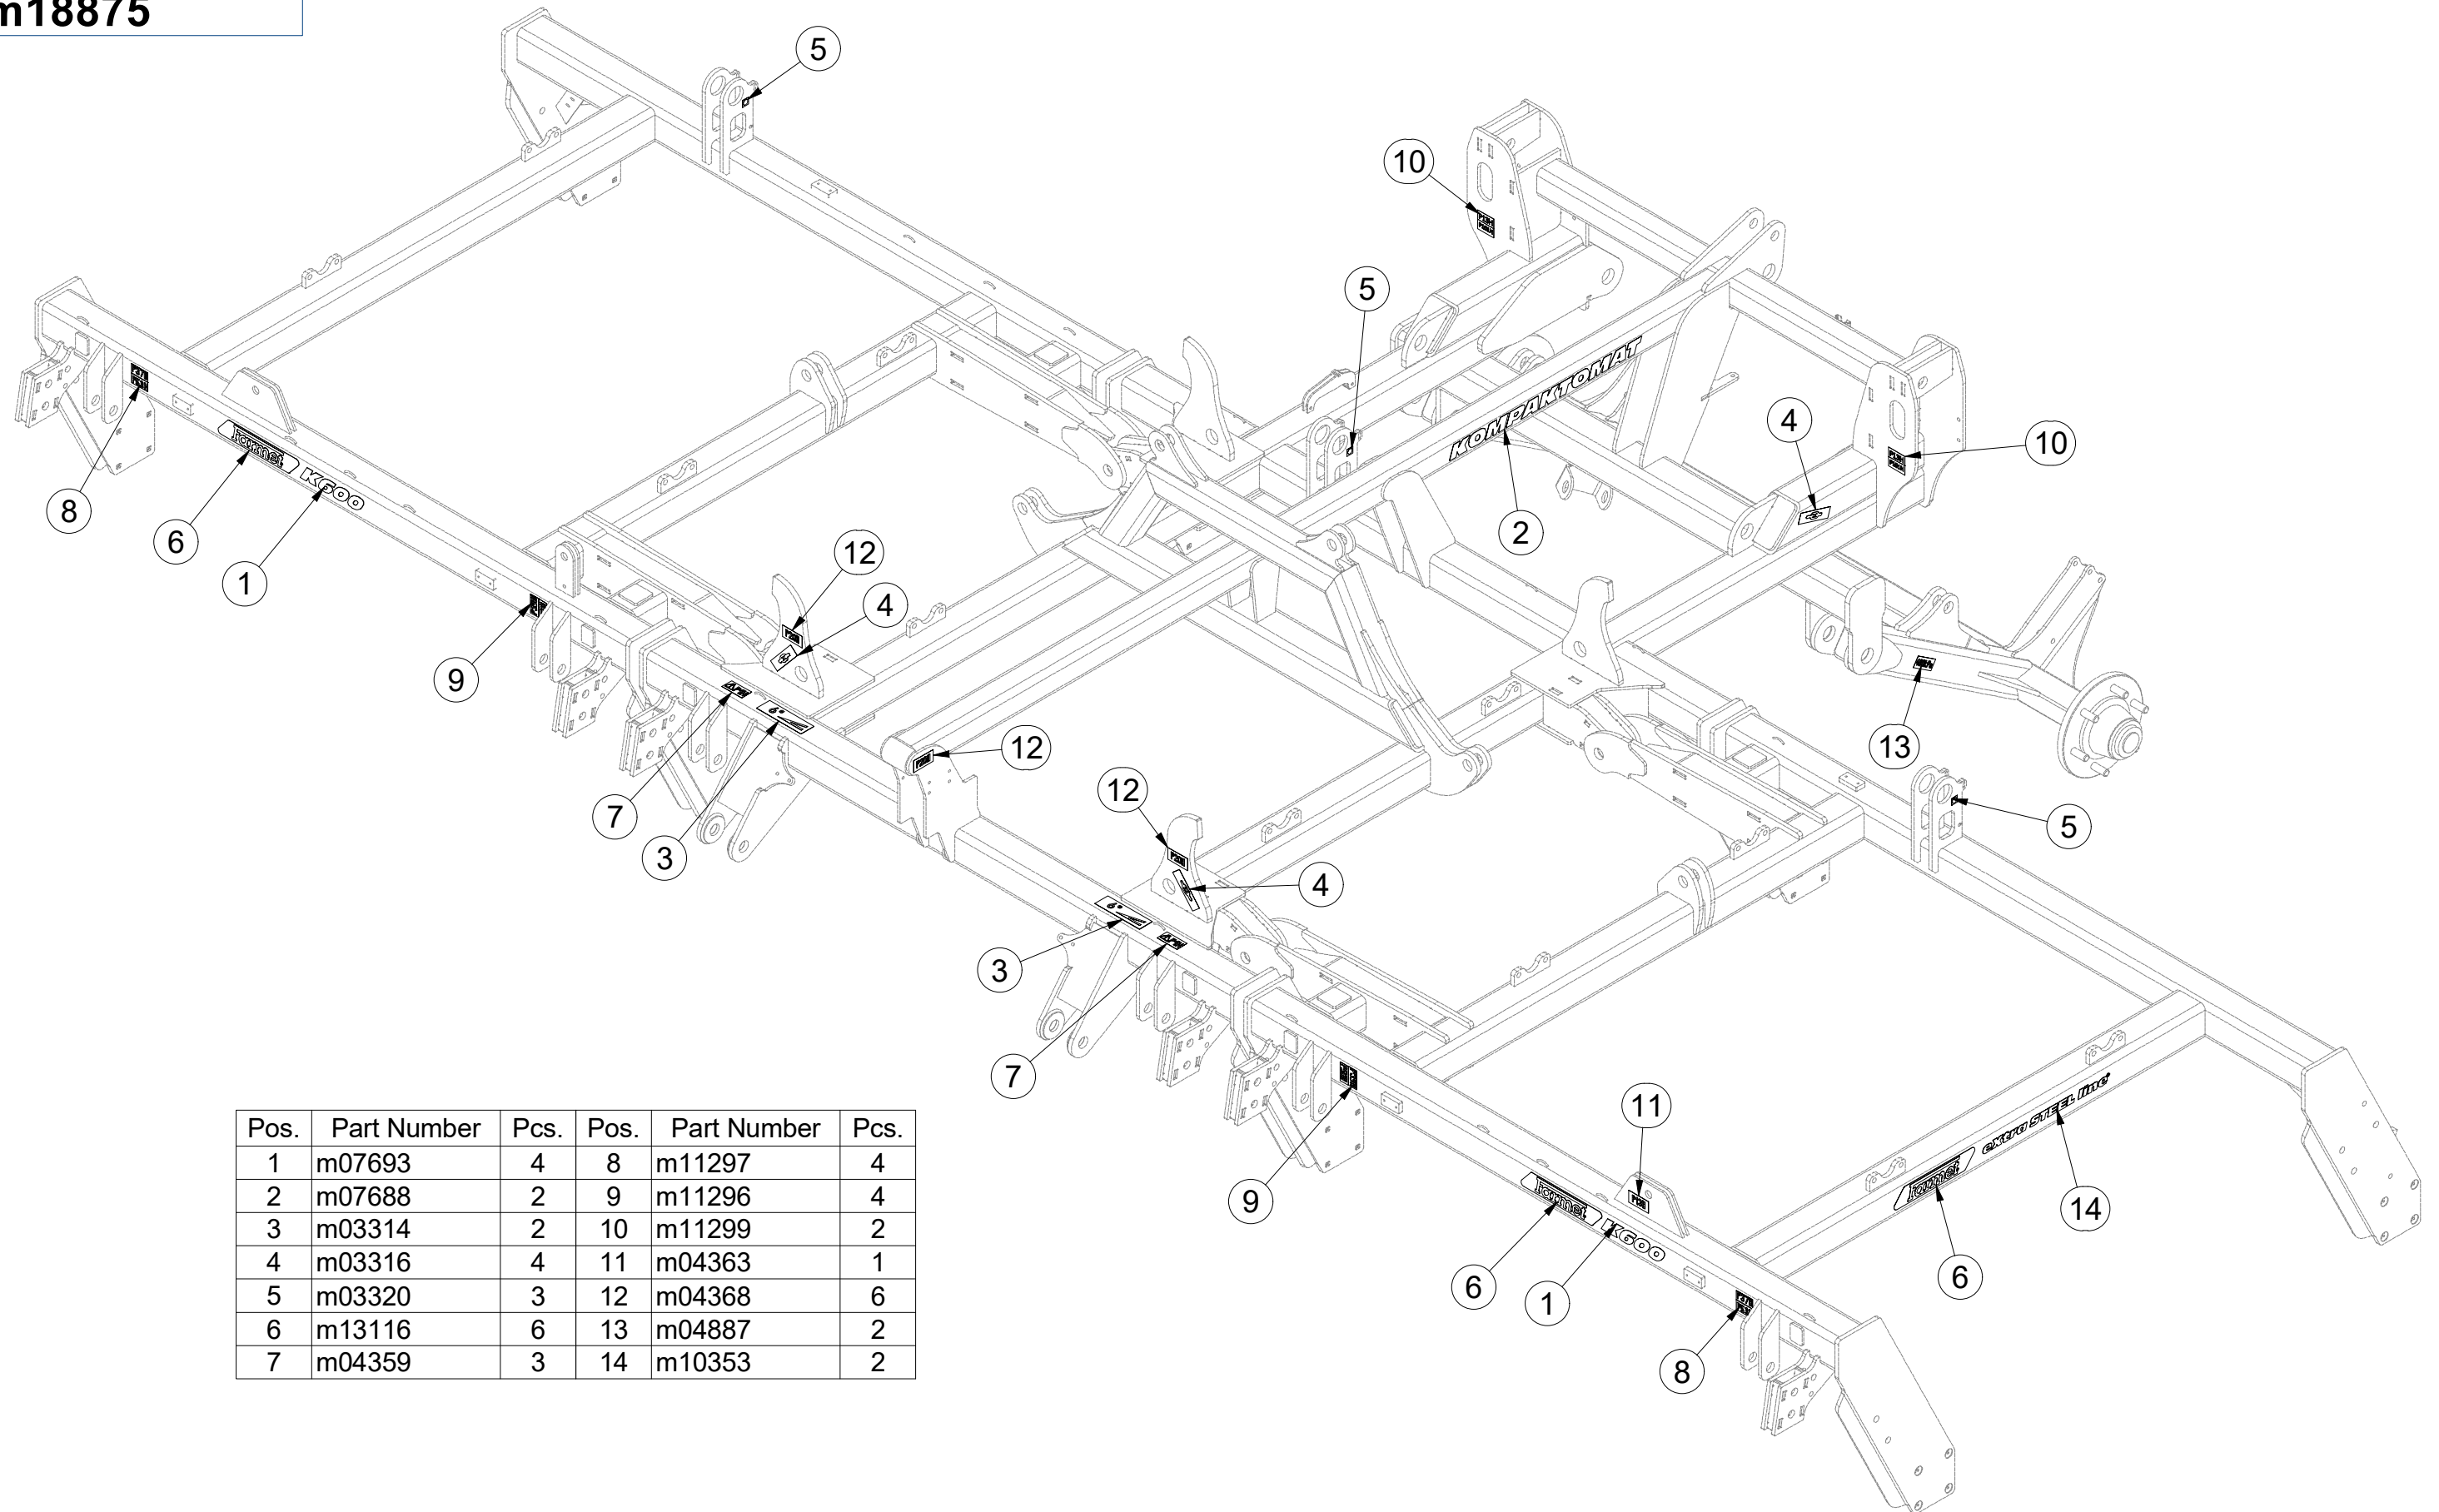 m18875
5
10
5
4
10
2
8
6
1
Farmet
K600
KOMPAKTOMAT
12
4
9
13
12
7
3
12
5
4
3
7
11
9
Farmet
K600
Farmet
extra STEEL line
14
6
1
6
8
Pos. Part Number Pcs. Pos. Part Number Pcs.
1 m07693 4 8 m11297 4
2 m07688 2 9 m11296 4
3 m03314 2 10 m11299 2
4 m03316 4 11 m04363 1
5 m03320 3 12 m04368 6
6 m13116 6 13 m04887 2
7 m04359 3 14 m10353 2